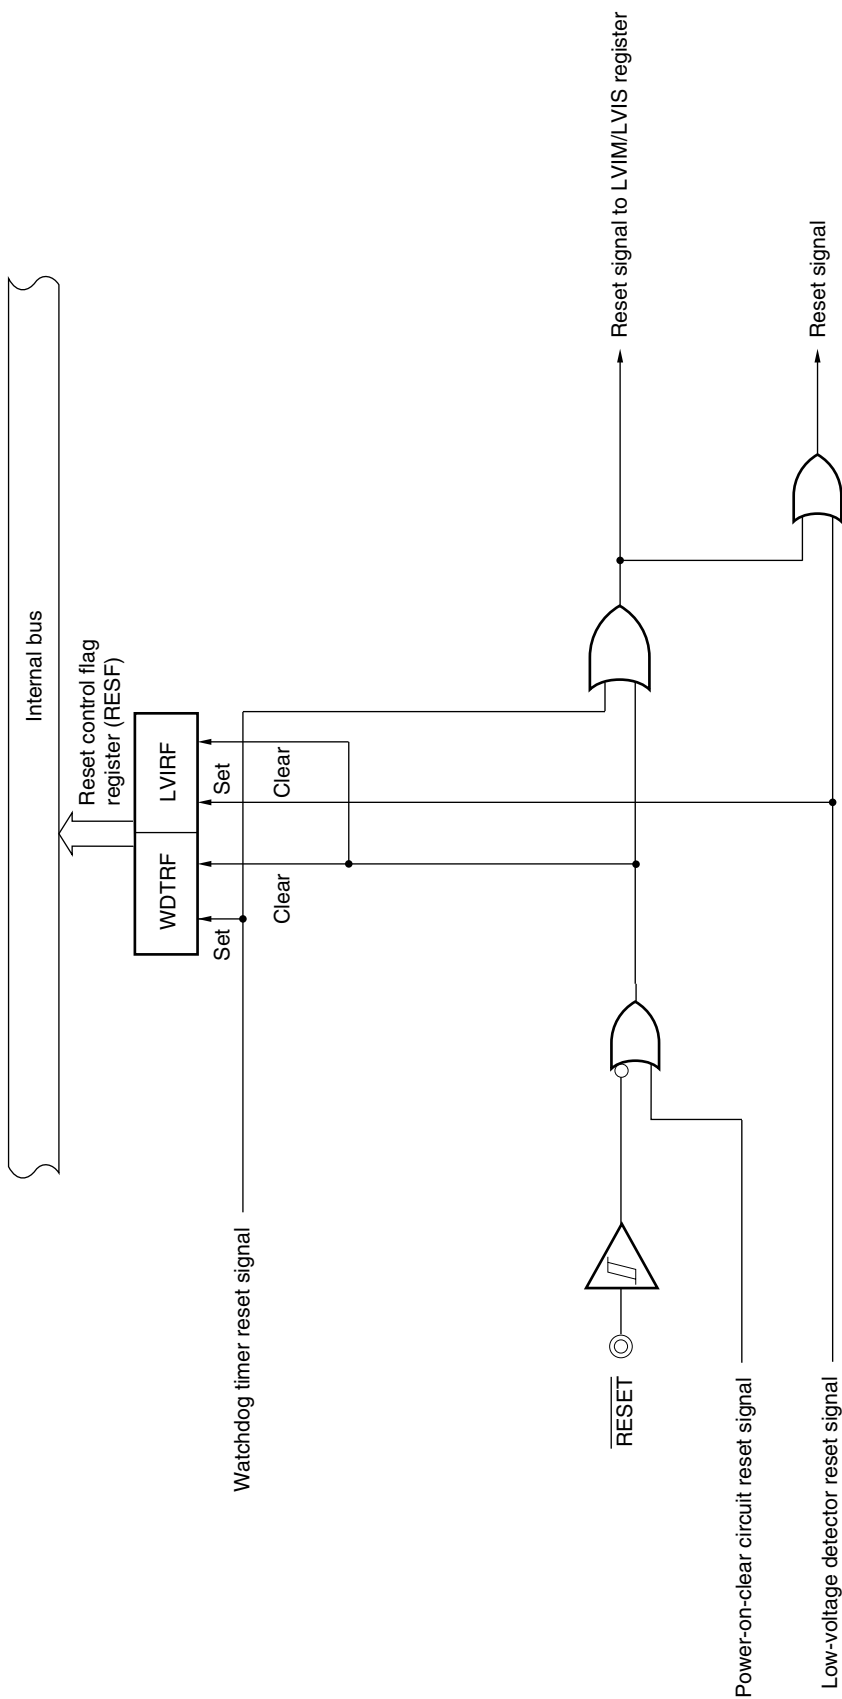 Internal bus
Reset control flag
register (RESF)
WDTRF
LVIRF
Set
Set
Clear
Clear
Watchdog timer reset signal
RESET
Reset signal to LVIM/LVIS register
Power-on-clear circuit reset signal
Low-voltage detector reset signal
Reset signal